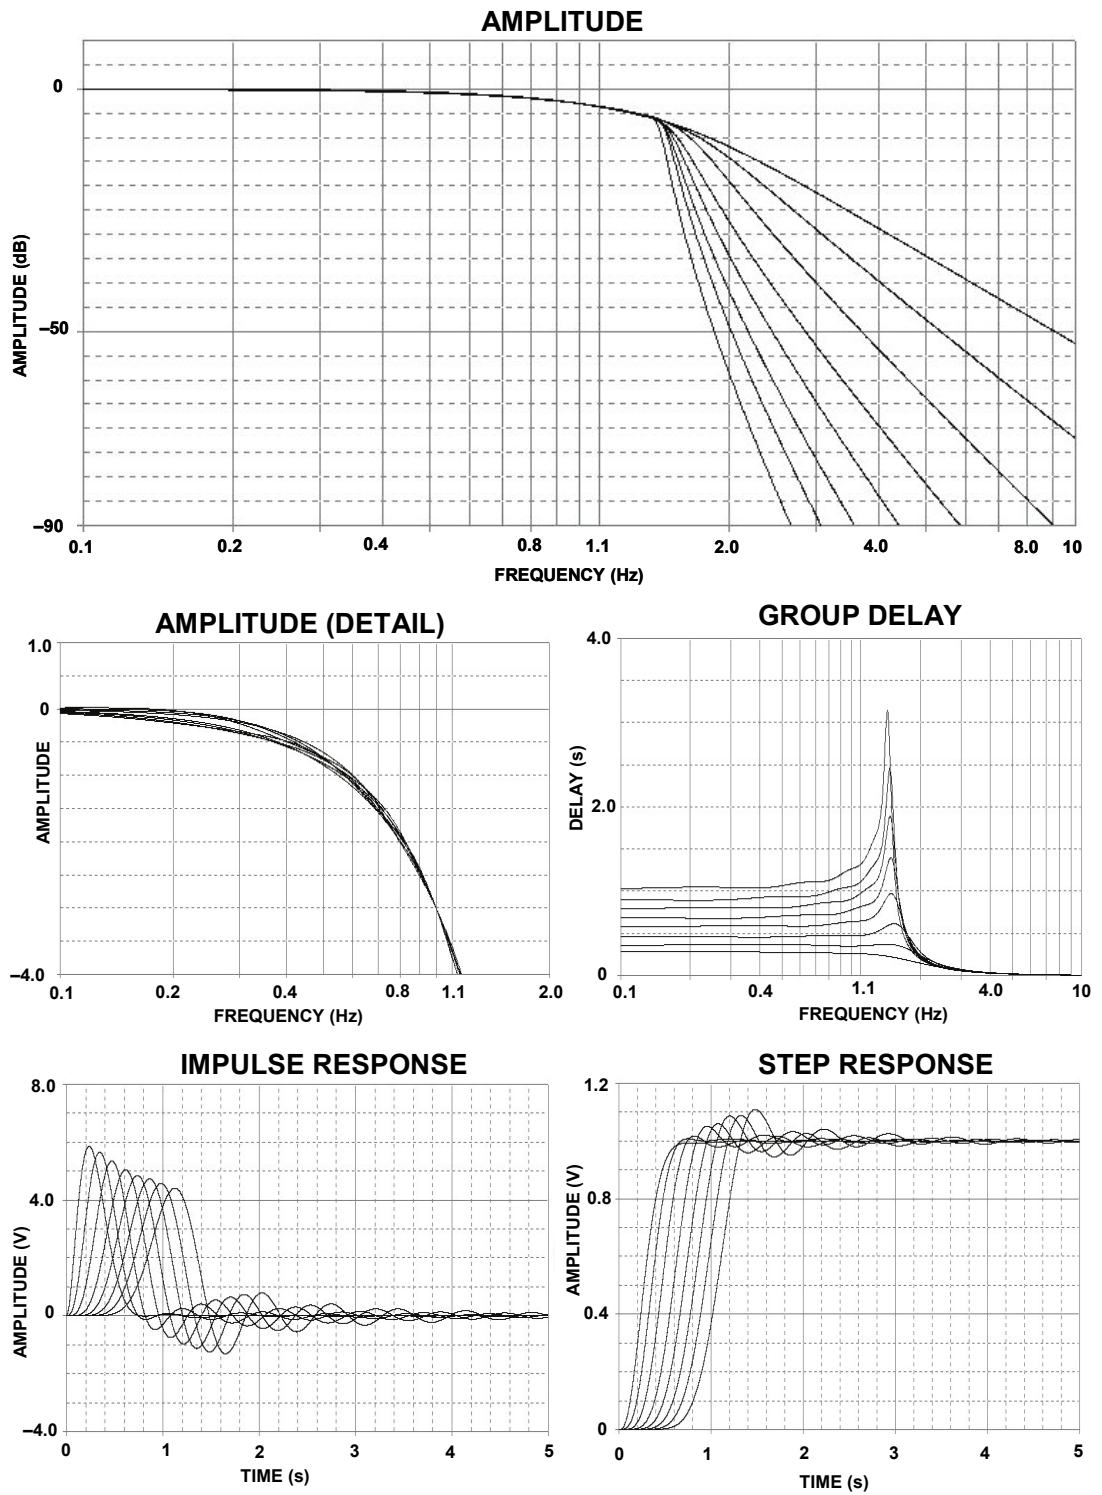 AMPLITUDE
0
–50
–90
AMPLITUDE (dB)
0.1 0.2 0.4 0.8 1.1 2.0 4.0 8.0 10
FREQUENCY (Hz)
AMPLITUDE (DETAIL)
1.0
0
–4.0
AMPLITUDE
0.1 0.2 0.4 0.8 1.1 2.0
FREQUENCY (Hz)
GROUP DELAY
4.0
2.0
0
DELAY (s)
0.1 0.4 1.1 4.0 10
FREQUENCY (Hz)
IMPULSE RESPONSE
8.0
4.0
0
–4.0
AMPLITUDE (V)
0 1 2 3 4 5
TIME (s)
STEP RESPONSE
1.2
0.8
0.4
0
AMPLITUDE (V)
0 1 2 3 4 5
TIME (s)